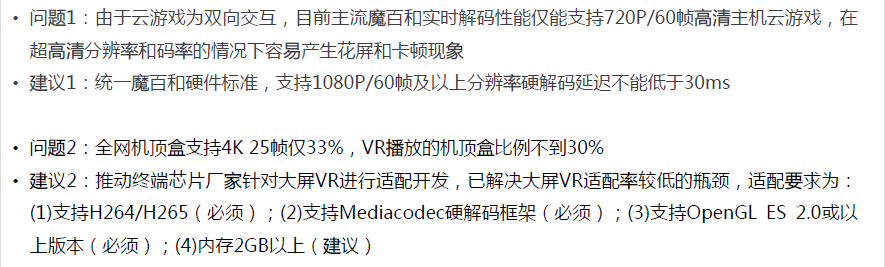 • 问题1：由于云游戏为双向交互，目前主流魔百和实时解码性能仅能支持720P/60帧高清主机云游戏，在
超高清分辨率和码率的情况下容易产生花屏和卡顿现象
• 建议1：统一魔百和硬件标准，支持1080P/60帧及以上分辨率硬解码延迟不能低于30ms
• 问题2：全网机顶盒支持4K 25帧仅33%，VR播放的机顶盒比例不到30%
• 建议2：推动终端芯片厂家针对大屏VR进行适配开发，已解决大屏VR适配率较低的瓶颈，适配要求为：
(1)支持H264/H265（必须）；(2)支持Mediacodec硬解码框架（必须）；(3)支持OpenGL ES 2.0或以
上版本（必须）；(4)内存2GB以上（建议）